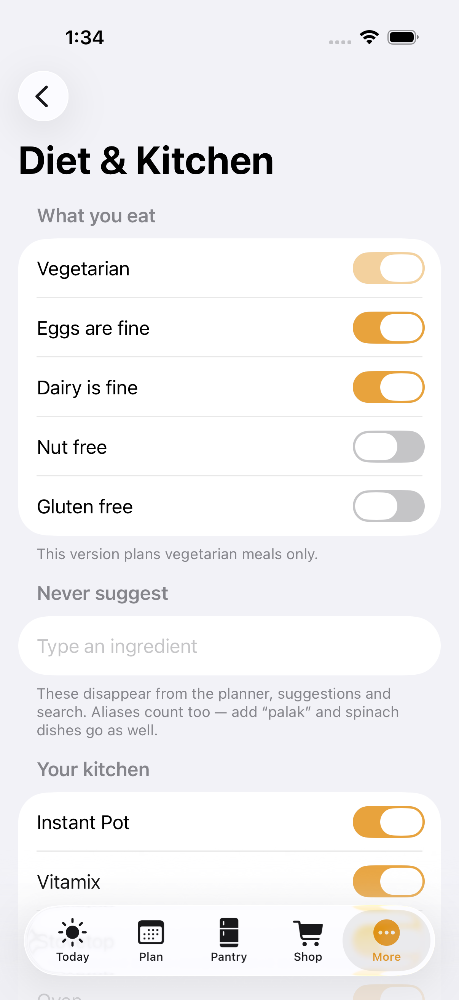 1:34
Diet & Kitchen
What you eat
Vegetarian
Eggs are fine
Dairy is fine
Nut free
Gluten free
This version plans vegetarian meals only.
Never suggest
Type an ingredient
These disappear from the planner, suggestions and
search. Aliases count too — add “palak” and spinach
dishes go as well.
Your kitchen
Instant Pot
Vitamix
Stovetop
Today
Plan
Pantry
Shop
More
Oven